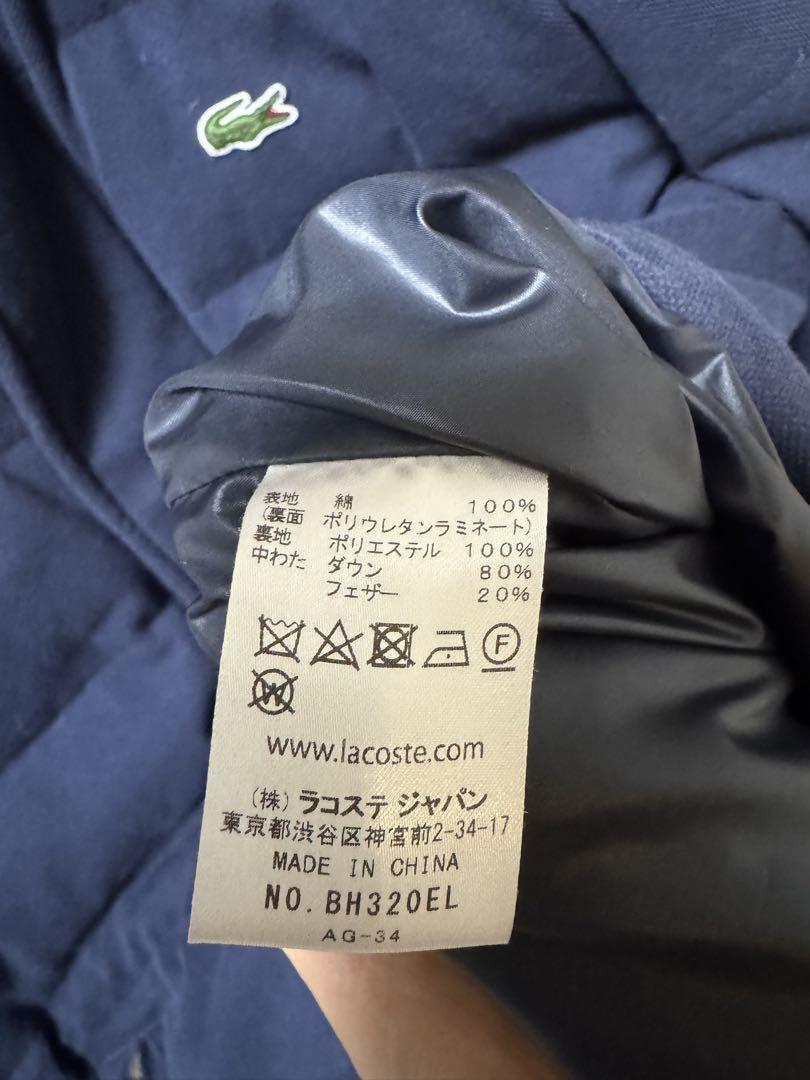 表地 綿 100%
(裏面 ポリウレタンラミネート)
裏地 ポリエステル 100%
中わた ダウン 80%
フェザー 20%
F
W
www.lacoste.com
(株) ラコステ ジャパン
東京都渋谷区神宮前2-34-17
MADE IN CHINA
NO. BH320EL
AG-34